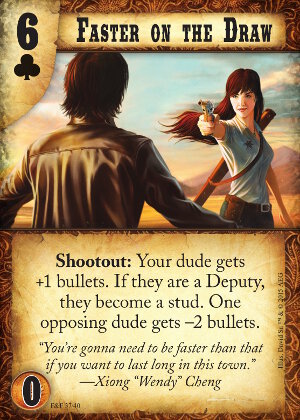 6
FASTER ON THE DRAW
Shootout: Your dude gets
+1 bullets. If they are a Deputy,
they become a stud. One
opposing dude gets –2 bullets.
“You’re gonna need to be faster than that
if you want to last long in this town.”
—Xiong “Wendy” Cheng
0
F&F 37/40